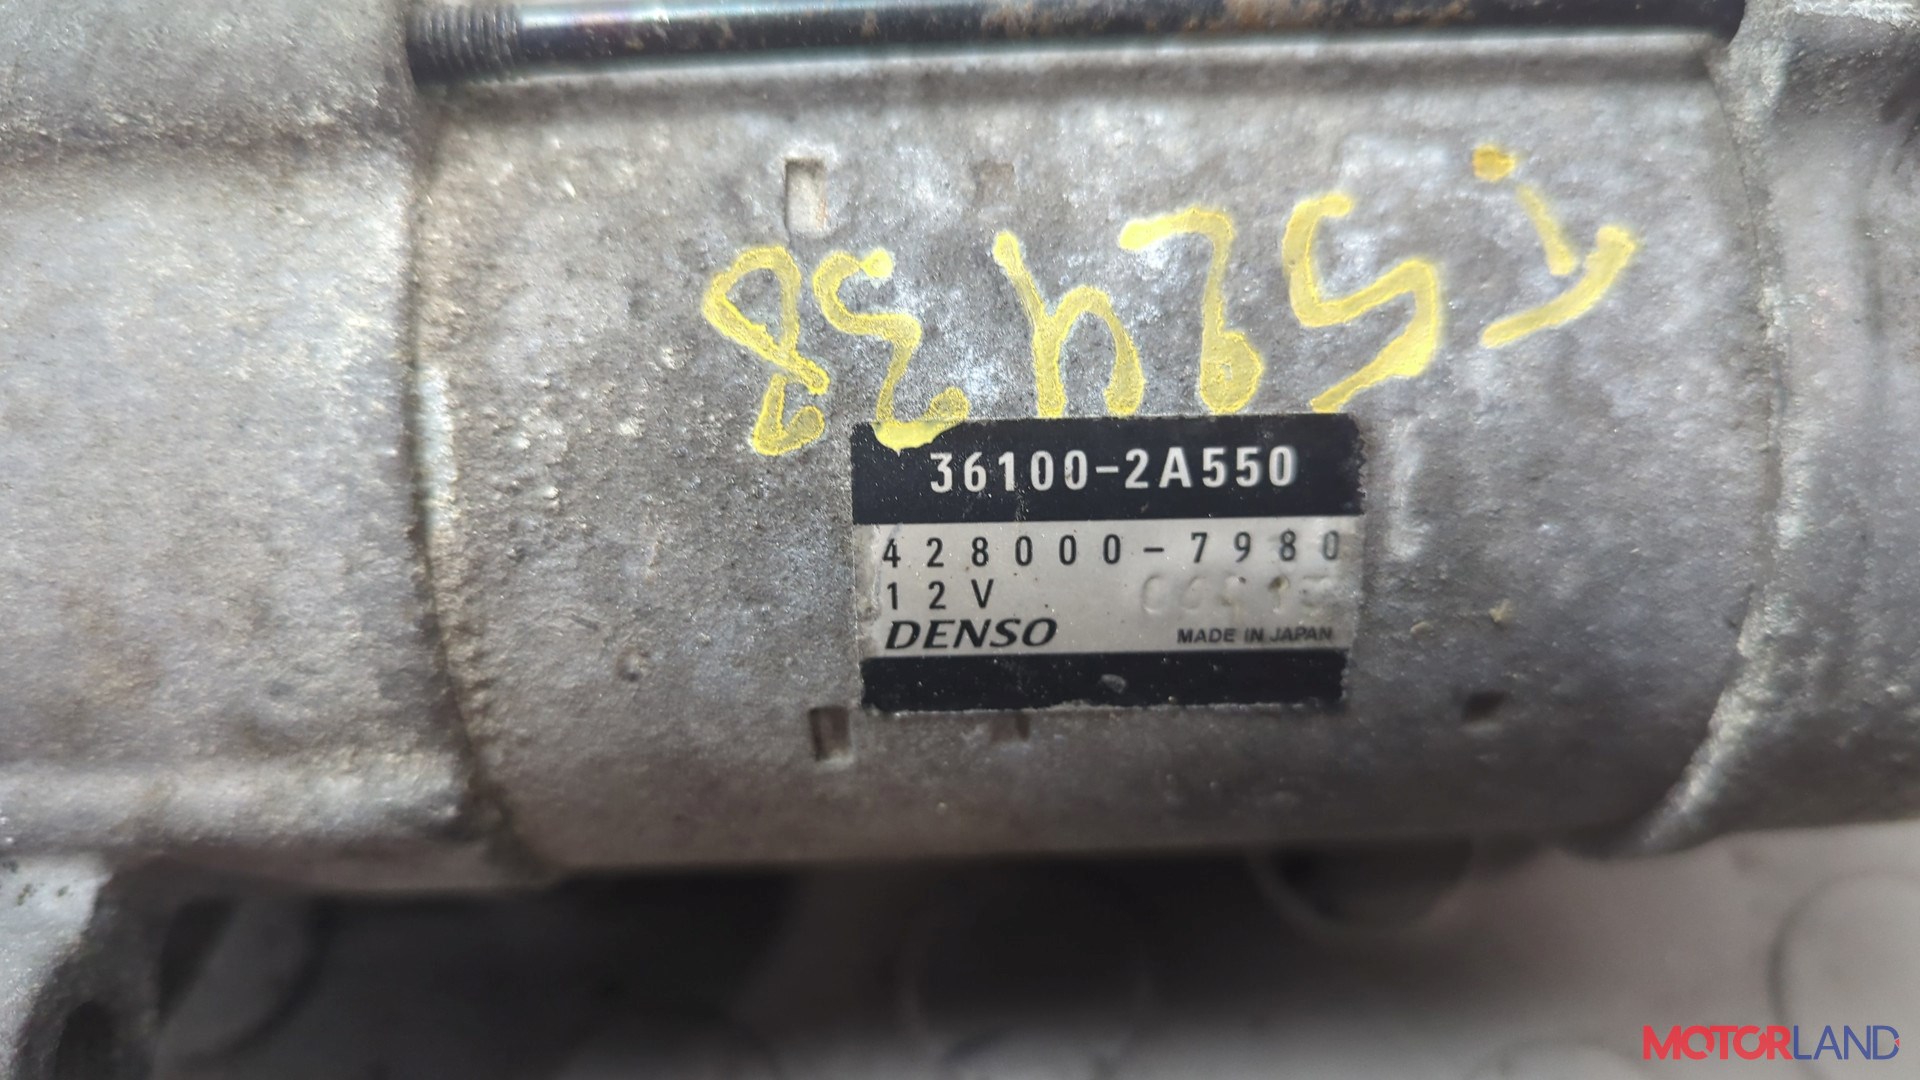 36100-2A550
428000-7980
12V
DENSO MADE IN JAPAN
MOTORLAND